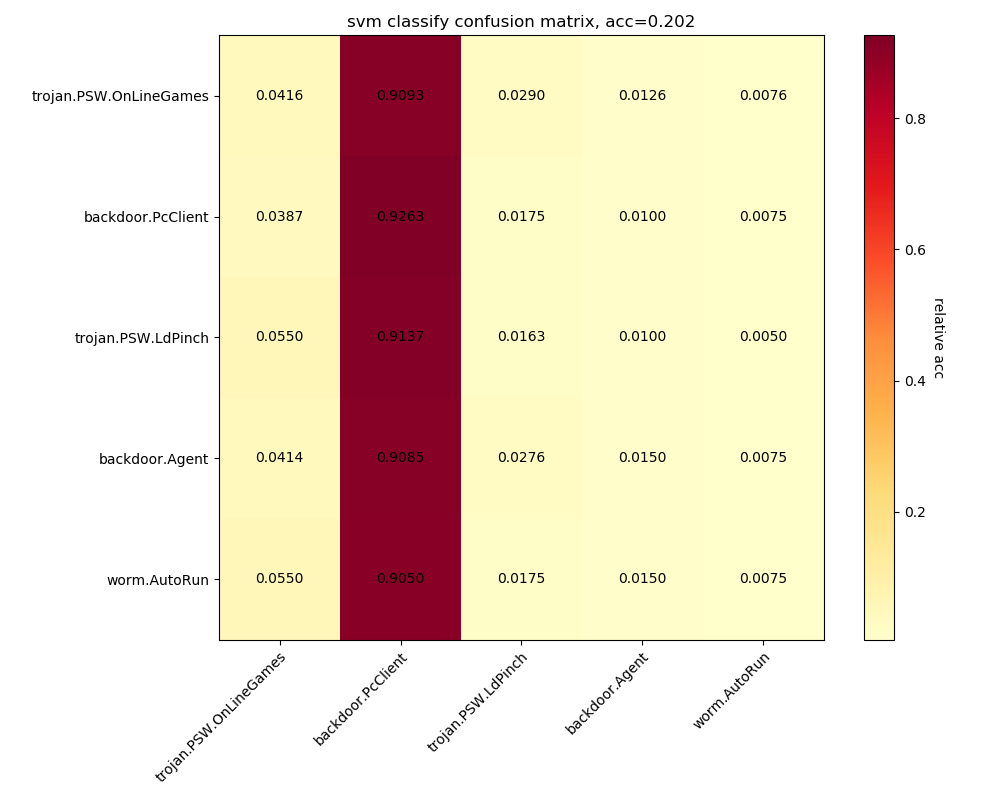 svm classify confusion matrix, acc=0.202
trojan.PSW.OnLineGames 0.0416 0.9093 0.0290 0.0126 0.0076
backdoor.PcClient 0.0387 0.9263 0.0175 0.0100 0.0075
trojan.PSW.LdPinch 0.0550 0.9137 0.0163 0.0100 0.0050
backdoor.Agent 0.0414 0.9085 0.0276 0.0150 0.0075
worm.AutoRun 0.0550 0.9050 0.0175 0.0150 0.0075
trojan.PSW.OnLineGames
backdoor.PcClient
trojan.PSW.LdPinch
backdoor.Agent
worm.AutoRun
0.8
0.6
0.4
0.2
relative acc